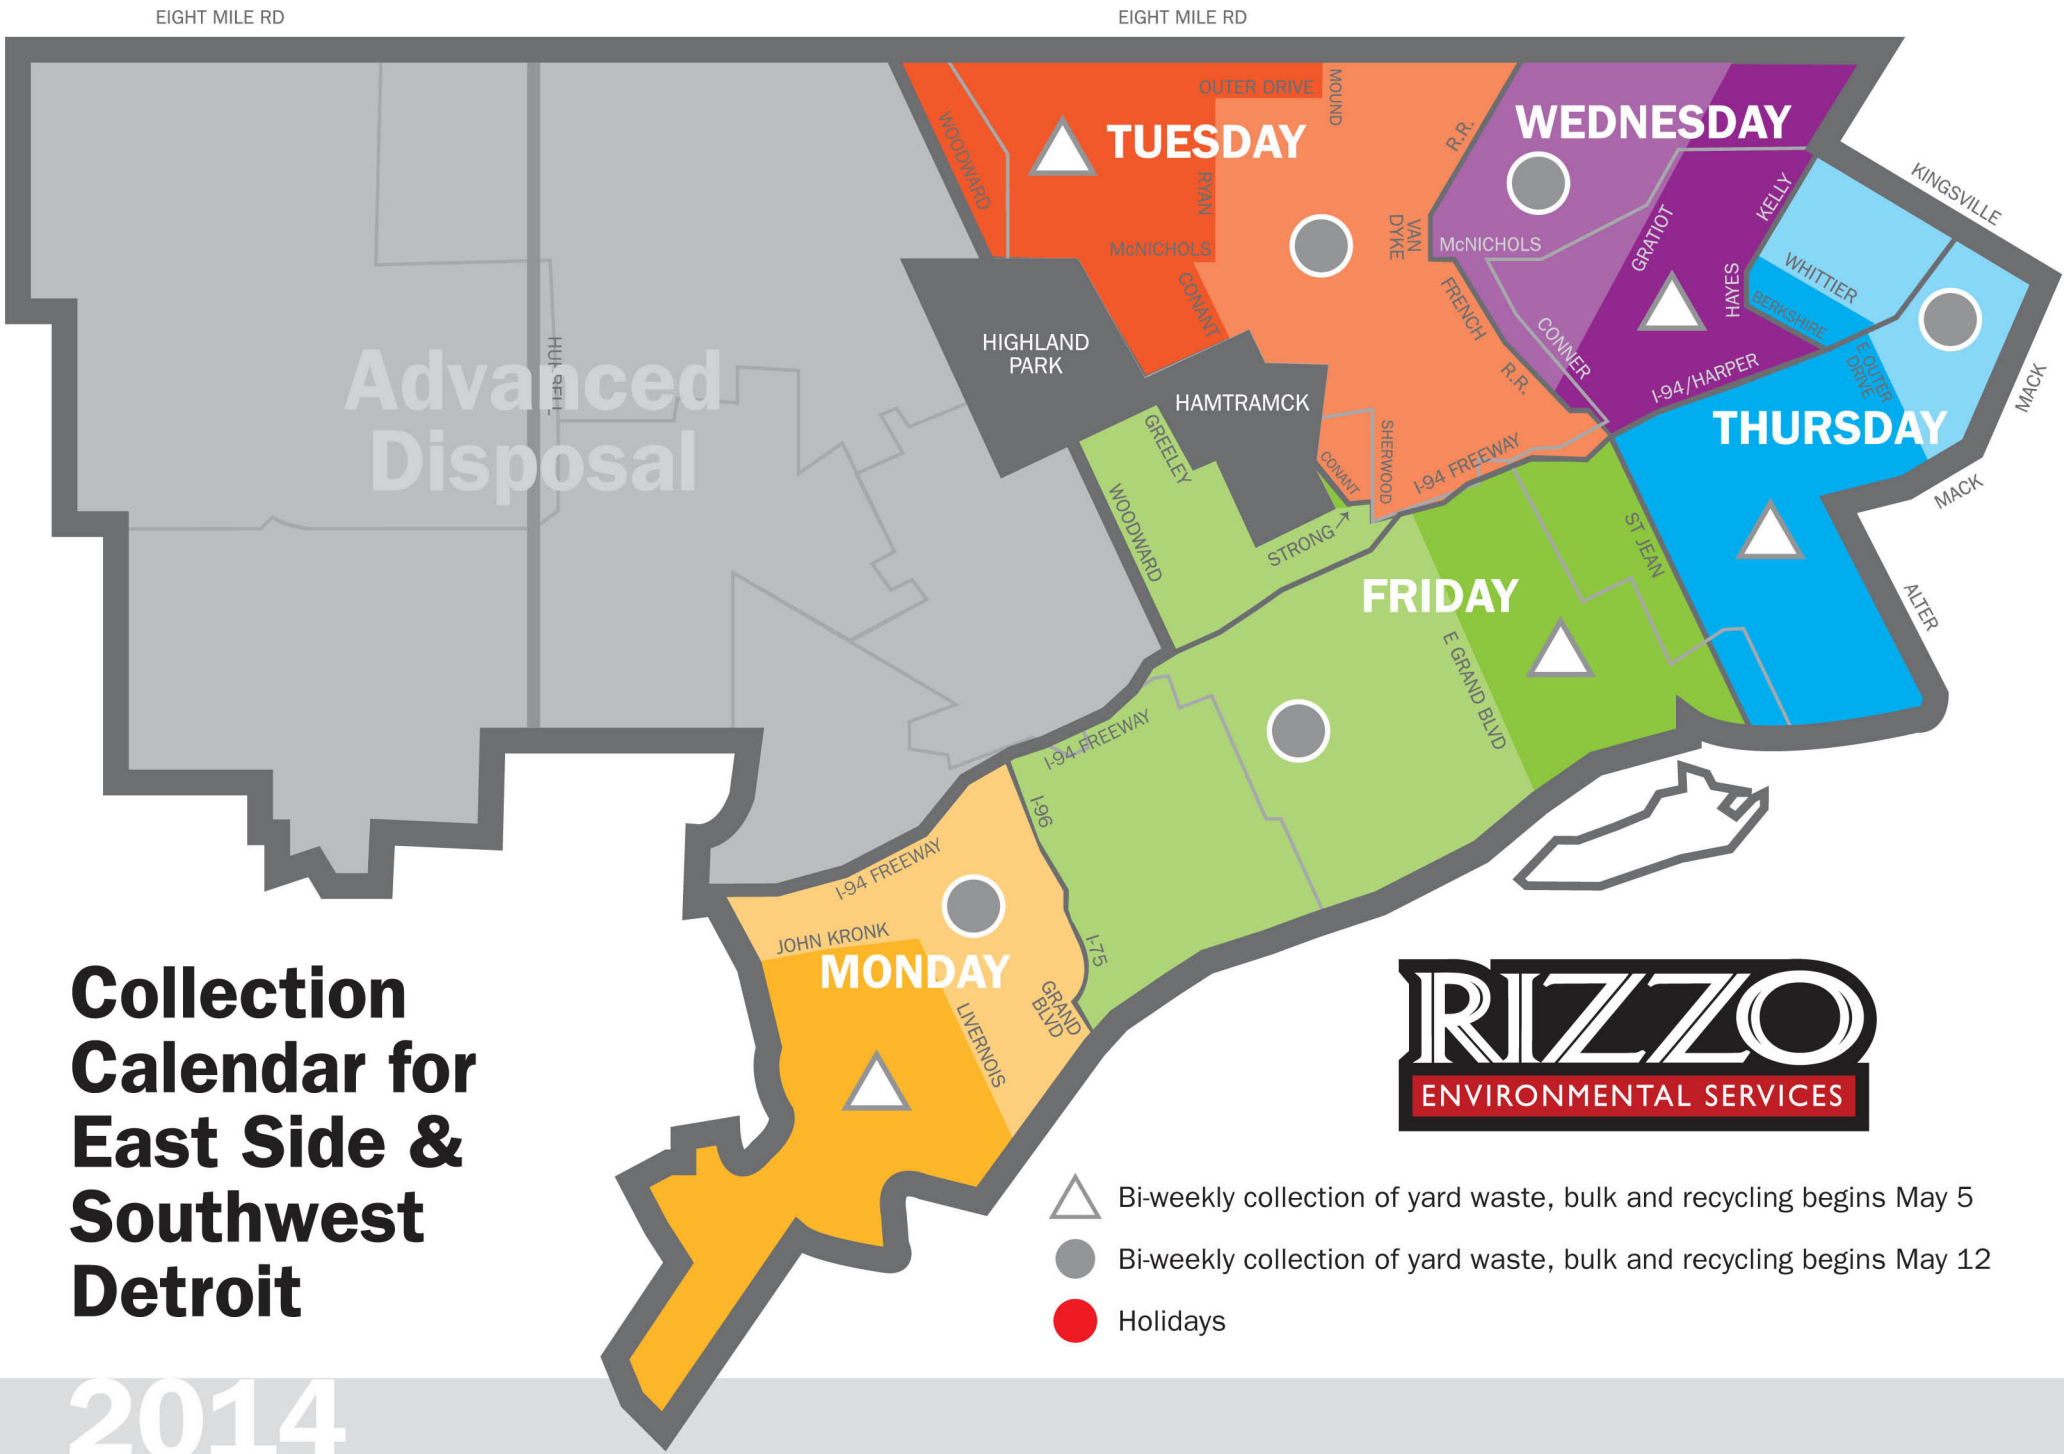 EIGHT MILE RD
EIGHT MILE RD
OUTER DRIVE
MOUND
WOODWARD
TUESDAY
RYAN
McNICHOLS
CONANT
R.R.
VAN
DYKE
WEDNESDAY
McNICHOLS
FRENCH
R.R.
CONNER
GRATIOT
KELLY
HAYES
KINGSVILLE
WHITTIER
BERKSHIRE
I-94/HARPER
E OUTER
DRIVE
MACK
THURSDAY
MACK
ALTER
ST JEAN
HIGHLAND
PARK
HAMTRAMCK
Advanced
Disposal
GREELEY
WOODWARD
CONANT
SHERWOOD
I-94 FREEWAY
STRONG
FRIDAY
E GRAND BLVD
I-94 FREEWAY
I-96
I-75
I-94 FREEWAY
JOHN KRONK
MONDAY
LIVERNOIS
GRAND
BLVD
Collection
Calendar for
East Side &
Southwest
Detroit
RIZZO
ENVIRONMENTAL SERVICES
Bi-weekly collection of yard waste, bulk and recycling begins May 5
Bi-weekly collection of yard waste, bulk and recycling begins May 12
Holidays
2014